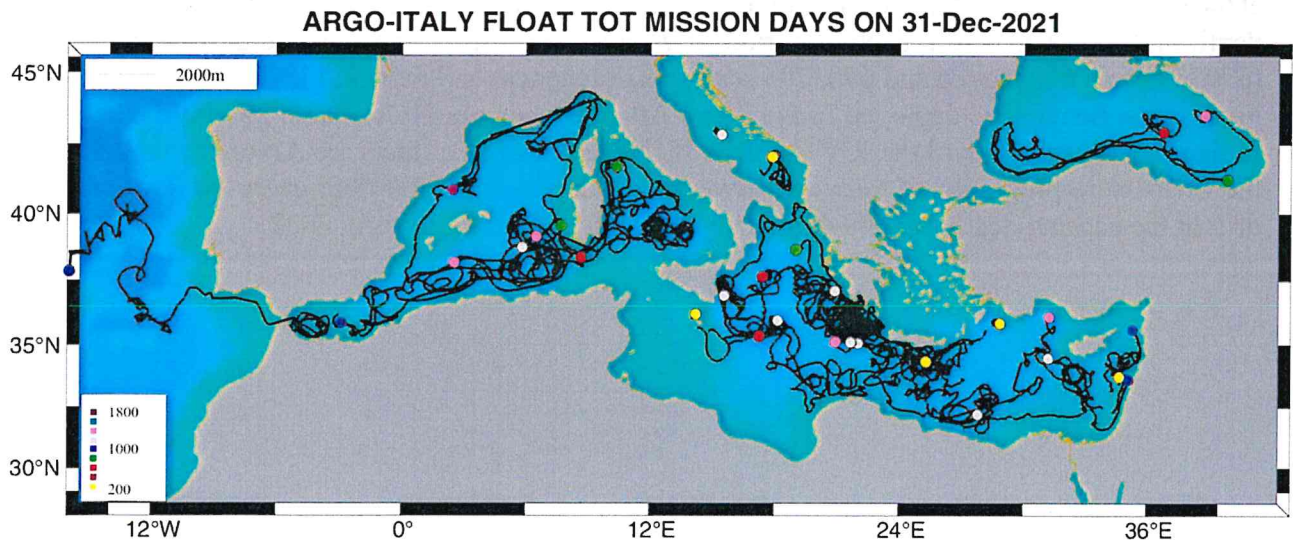 ARGO-ITALY FLOAT TOT MISSION DAYS ON 31-Dec-2021
45°N
2000m
40°N
35°N
1800
1000
30°N
200
12°W
0°
12°E
24°E
36°E